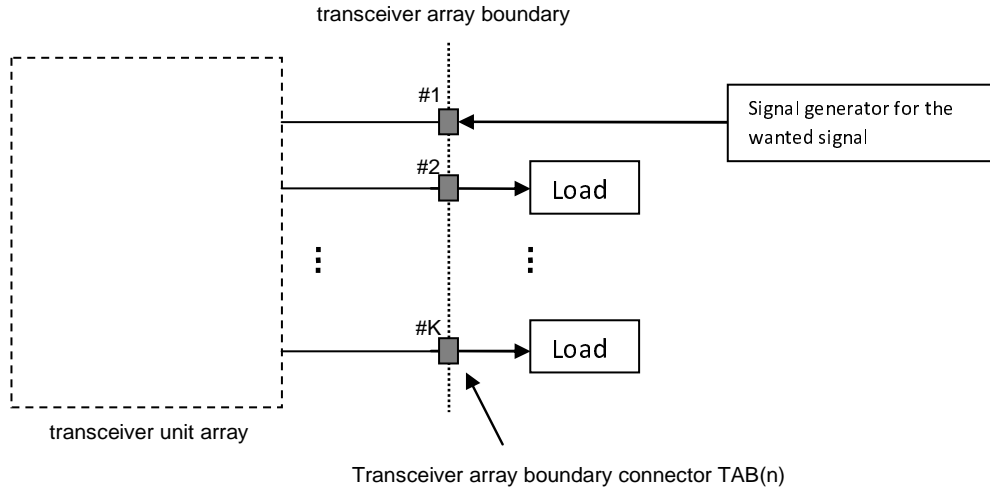 transceiver array boundary
#1
Signal generator for the
wanted signal
#2
Load
#K
Load
transceiver unit array
Transceiver array boundary connector TAB(n)